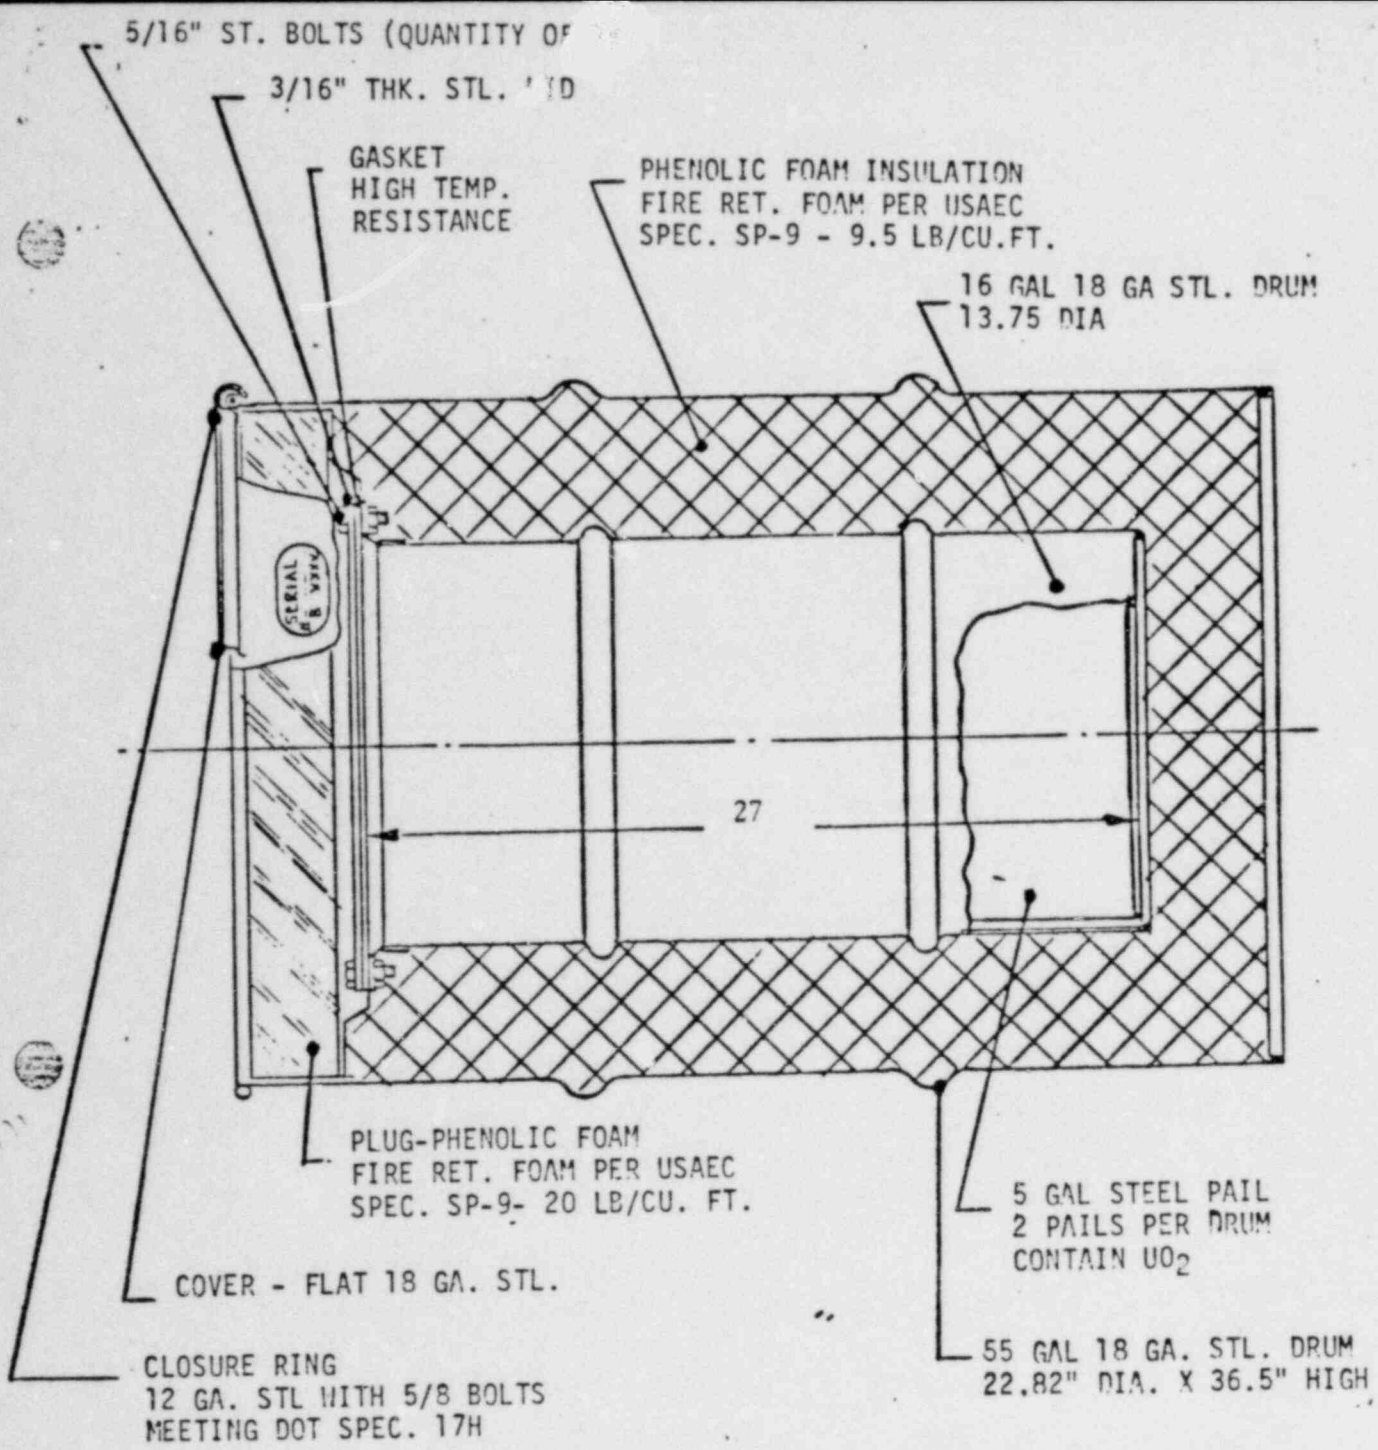 5/16" ST. BOLTS (QUANTITY OF
3/16" THK. STL.
GASKET
HIGH TEMP.
RESISTANCE
PHENOLIC FOAM INSULATION
FIRE RET. FOAM PER USAEC
SPEC. SP-9 - 9.5 LB/CU.FT.
16 GAL 18 GA STL. DRUM
13.75 DIA
SERIAL
27
PLUG-PHENOLIC FOAM
FIRE RET. FOAM PER USAEC
SPEC. SP-9- 20 LB/CU. FT.
5 GAL STEEL PAIL
2 PAILS PER DRUM
CONTAIN UO2
COVER - FLAT 18 GA. STL.
55 GAL 18 GA. STL. DRUM
22.82" DIA. X 36.5" HIGH
CLOSURE RING
12 GA. STL WITH 5/8 BOLTS
MEETING DOT SPEC. 17H